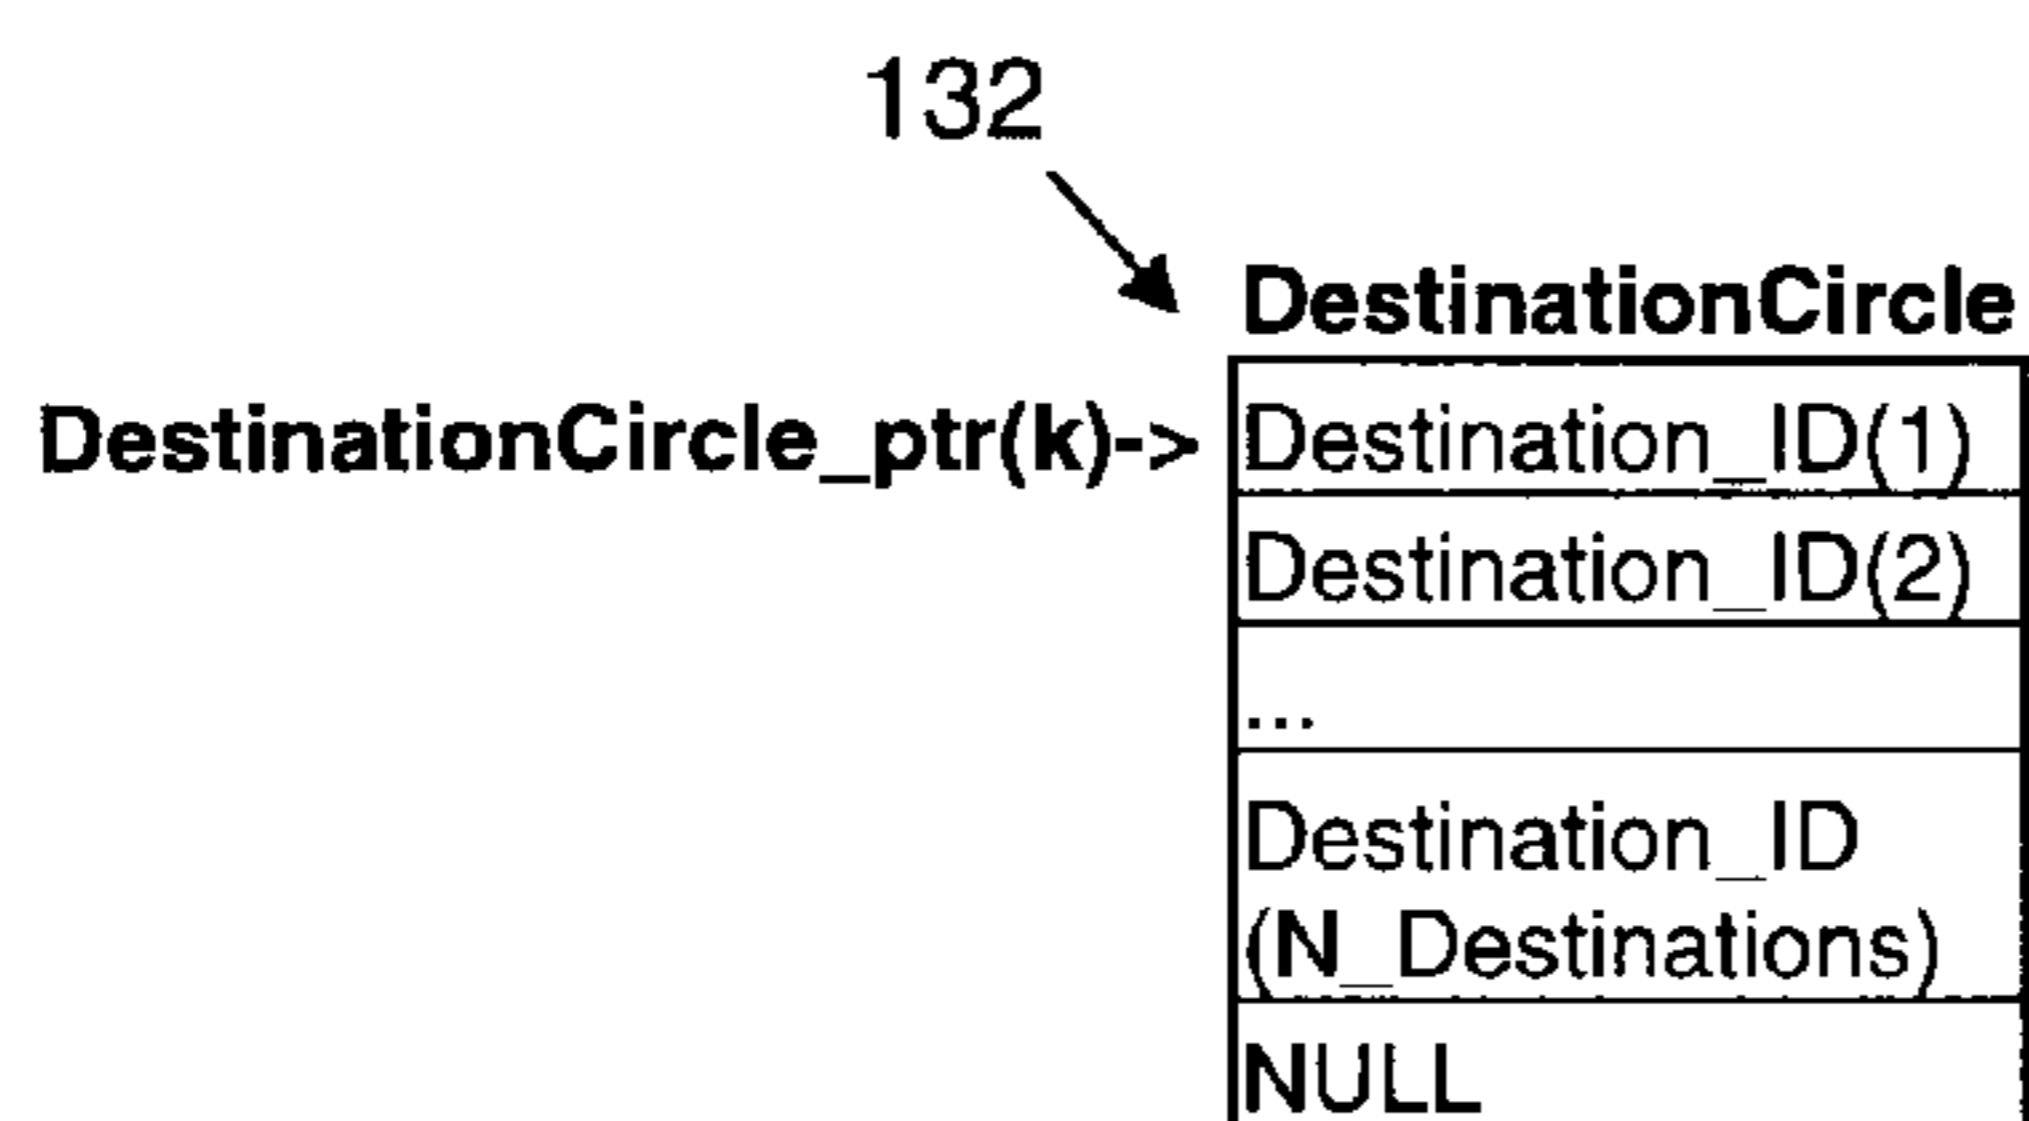 132
DestinationCircle
DestinationCircle_ptr(k)-> Destination_ID(1)
Destination_ID(2)
...
Destination_ID
(N_Destinations)
NULL